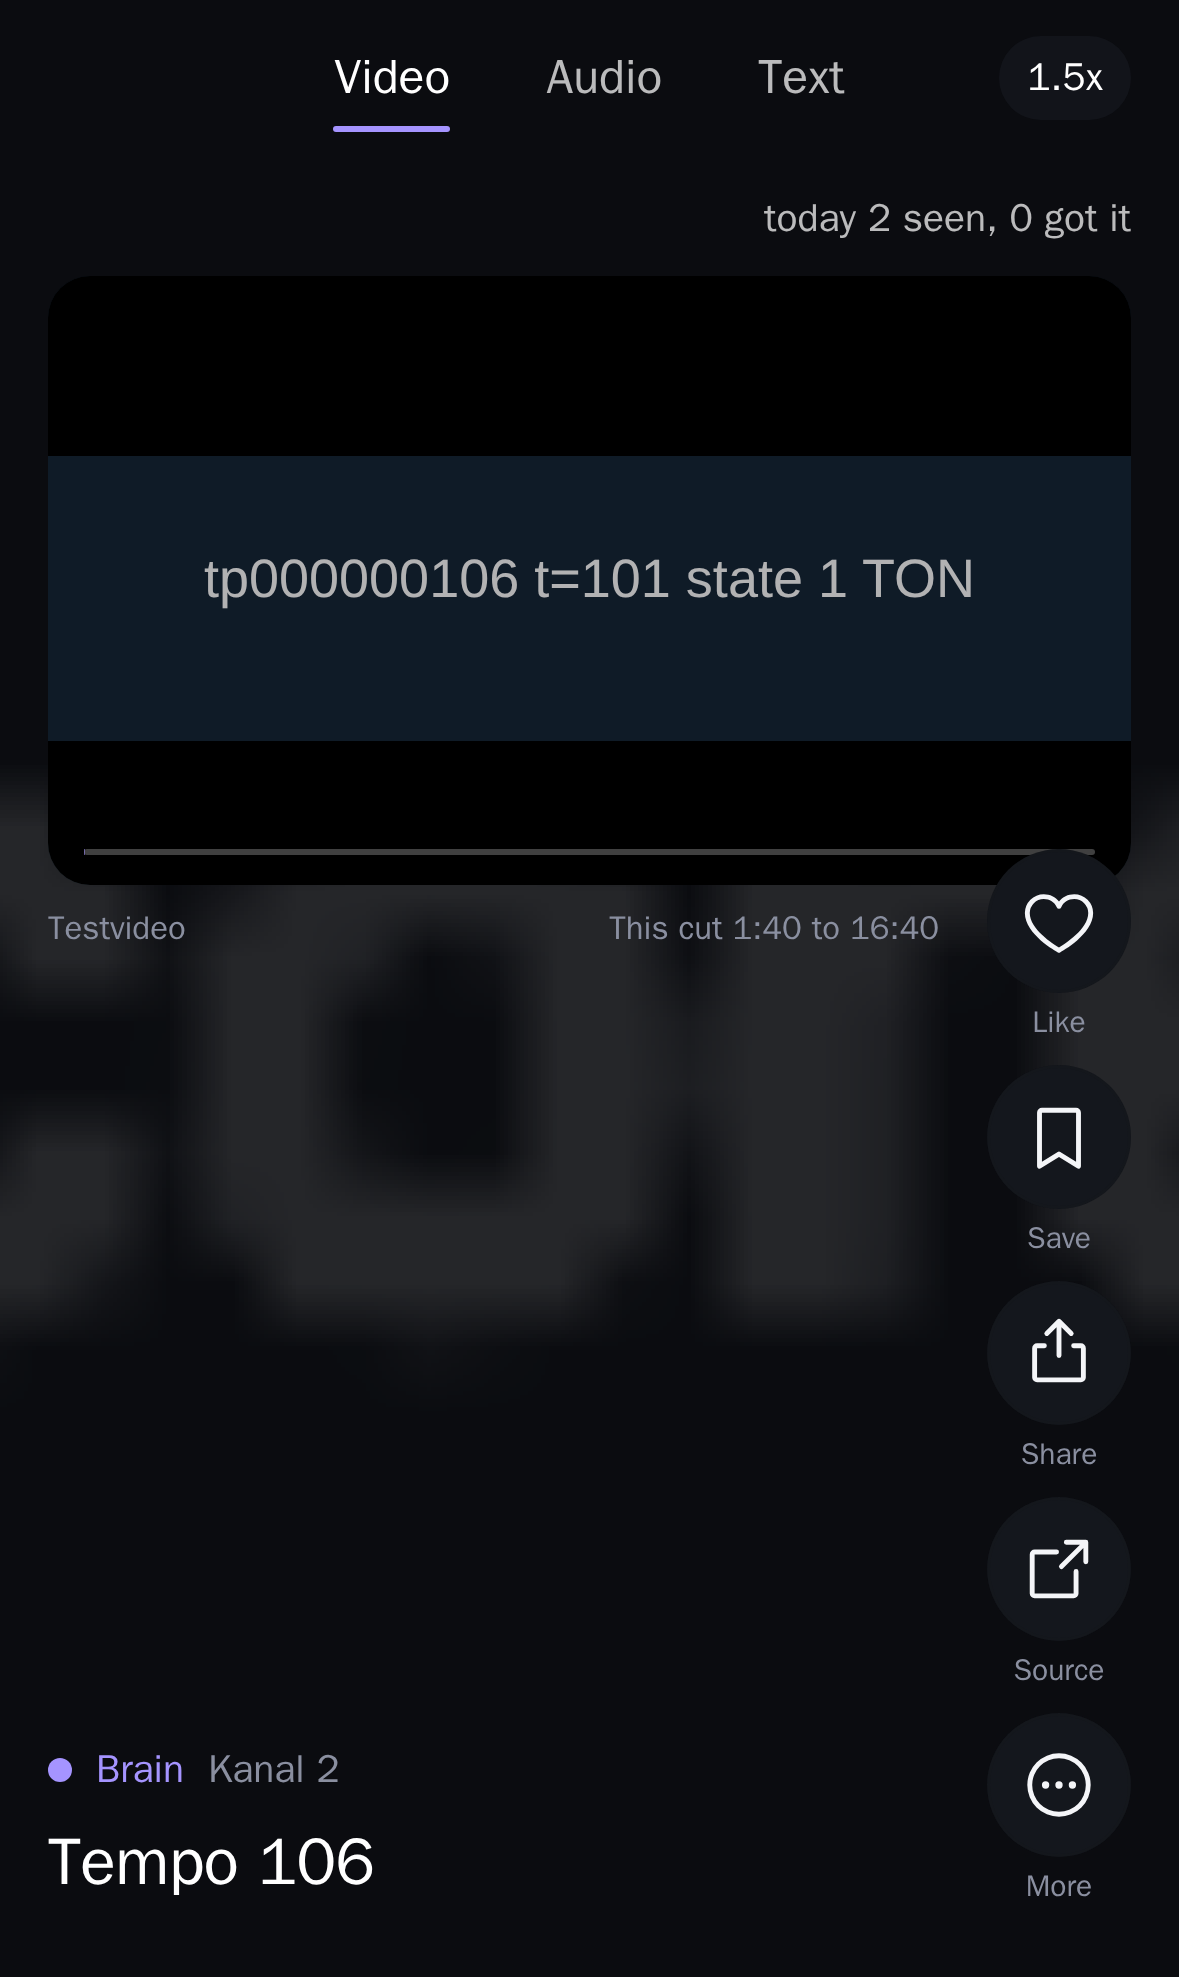 Video Audio Text 1.5x
today 2 seen, 0 got it
tp000000106 t=101 state 1 TON
Testvideo This cut 1:40 to 16:40
Like
Save
Share
Source
Brain Kanal 2
Tempo 106
More